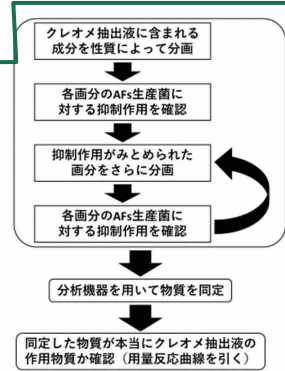 クレオメ抽出液に含まれる
成分を性質によって分画
各画分のAFs生産菌に
対する抑制作用を確認
抑制作用がみとめられた
画分をさらに分画
各画分のAFs生産菌に
対する抑制作用を確認
分析機器を用いて物質を同定
同定した物質が本当にクレオメ抽出液の
作用物質か確認（用量反応曲線を引く）